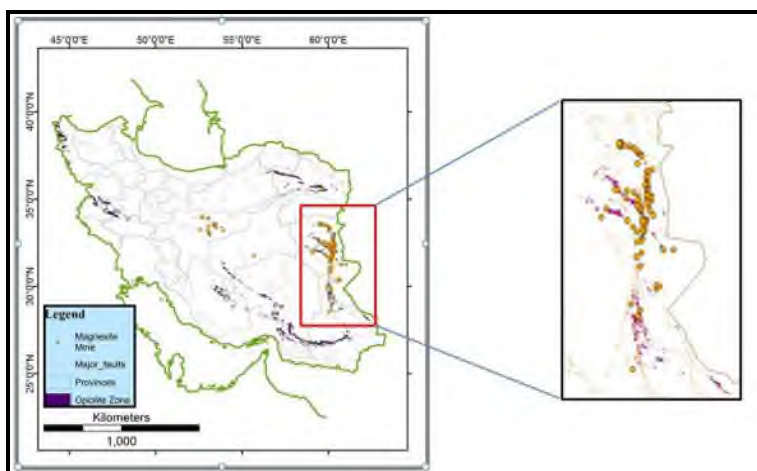 45°0'0"E
50°0'0"E
55°0'0"E
60°0'0"E
40°0'0"N
35°0'0"N
30°0'0"N
25°0'0"N
Legend
Magnesite
Mine
Major_faults
Provinces
Opiolite Zone
Kilometers
1,000